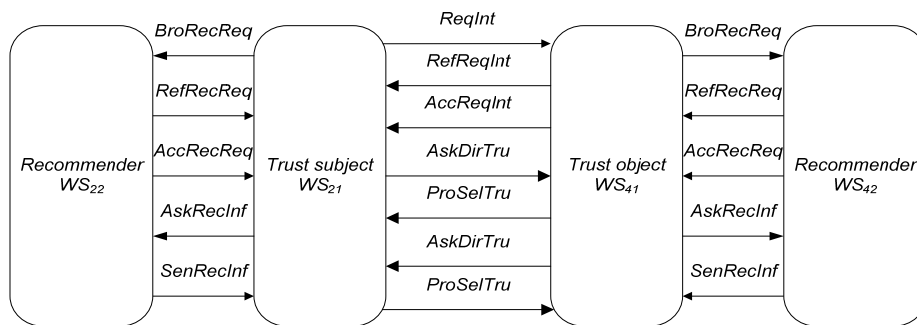 ReqInt
BroRecReq
BroRecReq
RefReqInt
RefRecReq
RefRecReq
AccReqInt
AccRecReq
AskDirTru
AccRecReq
Recommender
WS22
Trust subject
WS21
Trust object
WS41
Recommender
WS42
ProSelTru
AskRecInf
AskRecInf
AskDirTru
SenRecInf
ProSelTru
SenRecInf